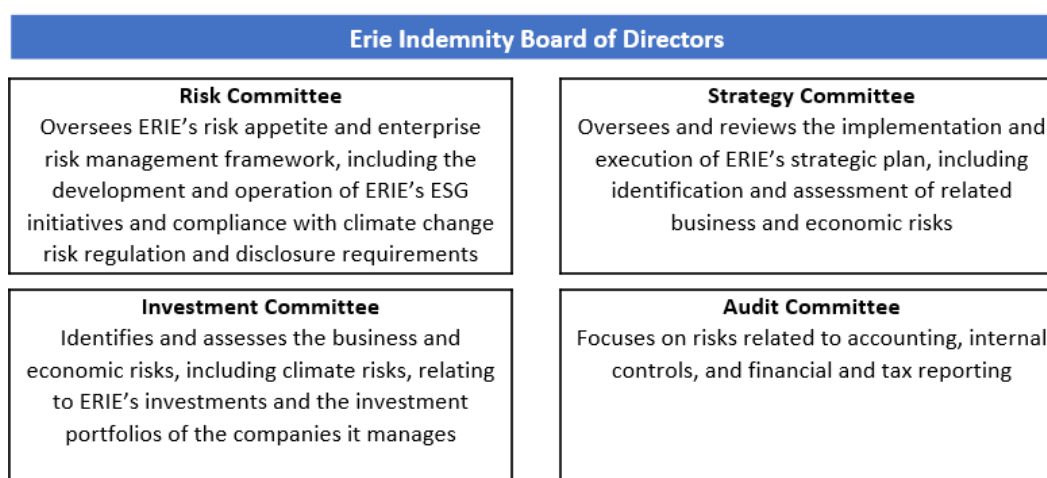 Erie Indemnity Board of Directors
Risk Committee
Oversees ERIE's risk appetite and enterprise
risk management framework, including the
development and operation of ERIE's ESG
initiatives and compliance with climate change
risk regulation and disclosure requirements
Strategy Committee
Oversees and reviews the implementation and
execution of ERIE's strategic plan, including
identification and assessment of related
business and economic risks
Investment Committee
Identifies and assesses the business and
economic risks, including climate risks, relating
to ERIE's investments and the investment
portfolios of the companies it manages
Audit Committee
Focuses on risks related to accounting, internal
controls, and financial and tax reporting